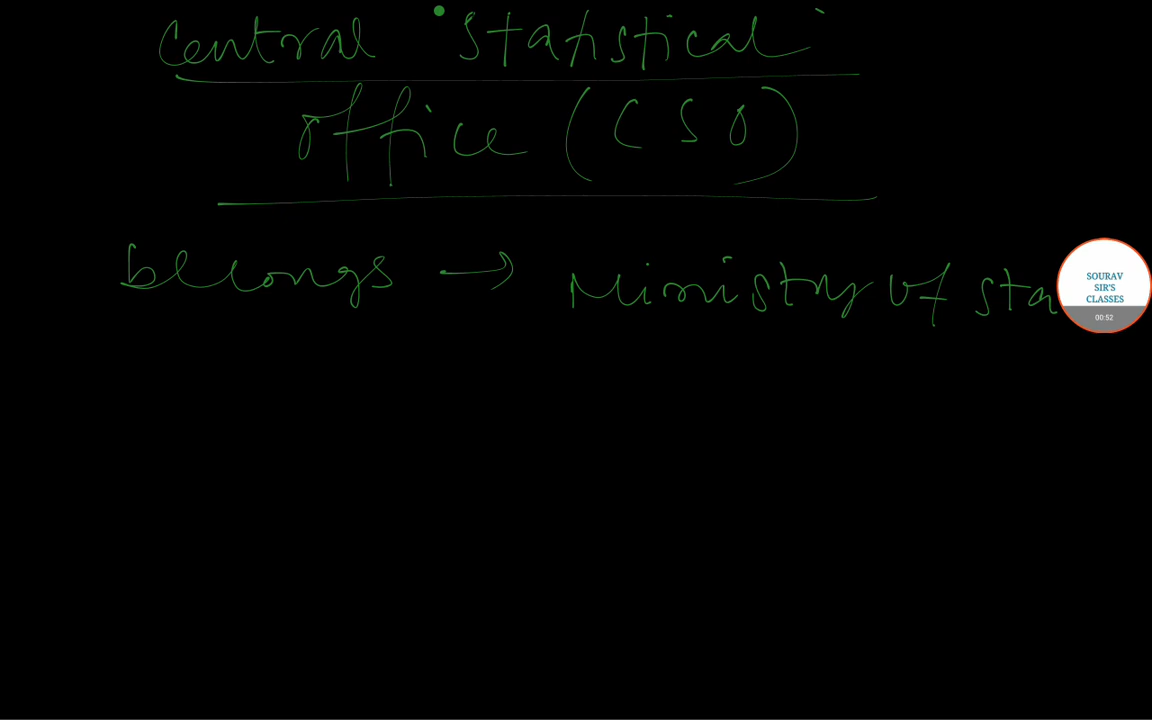 Central Statistical
office (CSO)
belongs → Ministry of sta
SOURAV
SIR'S
CLASSES
00:52